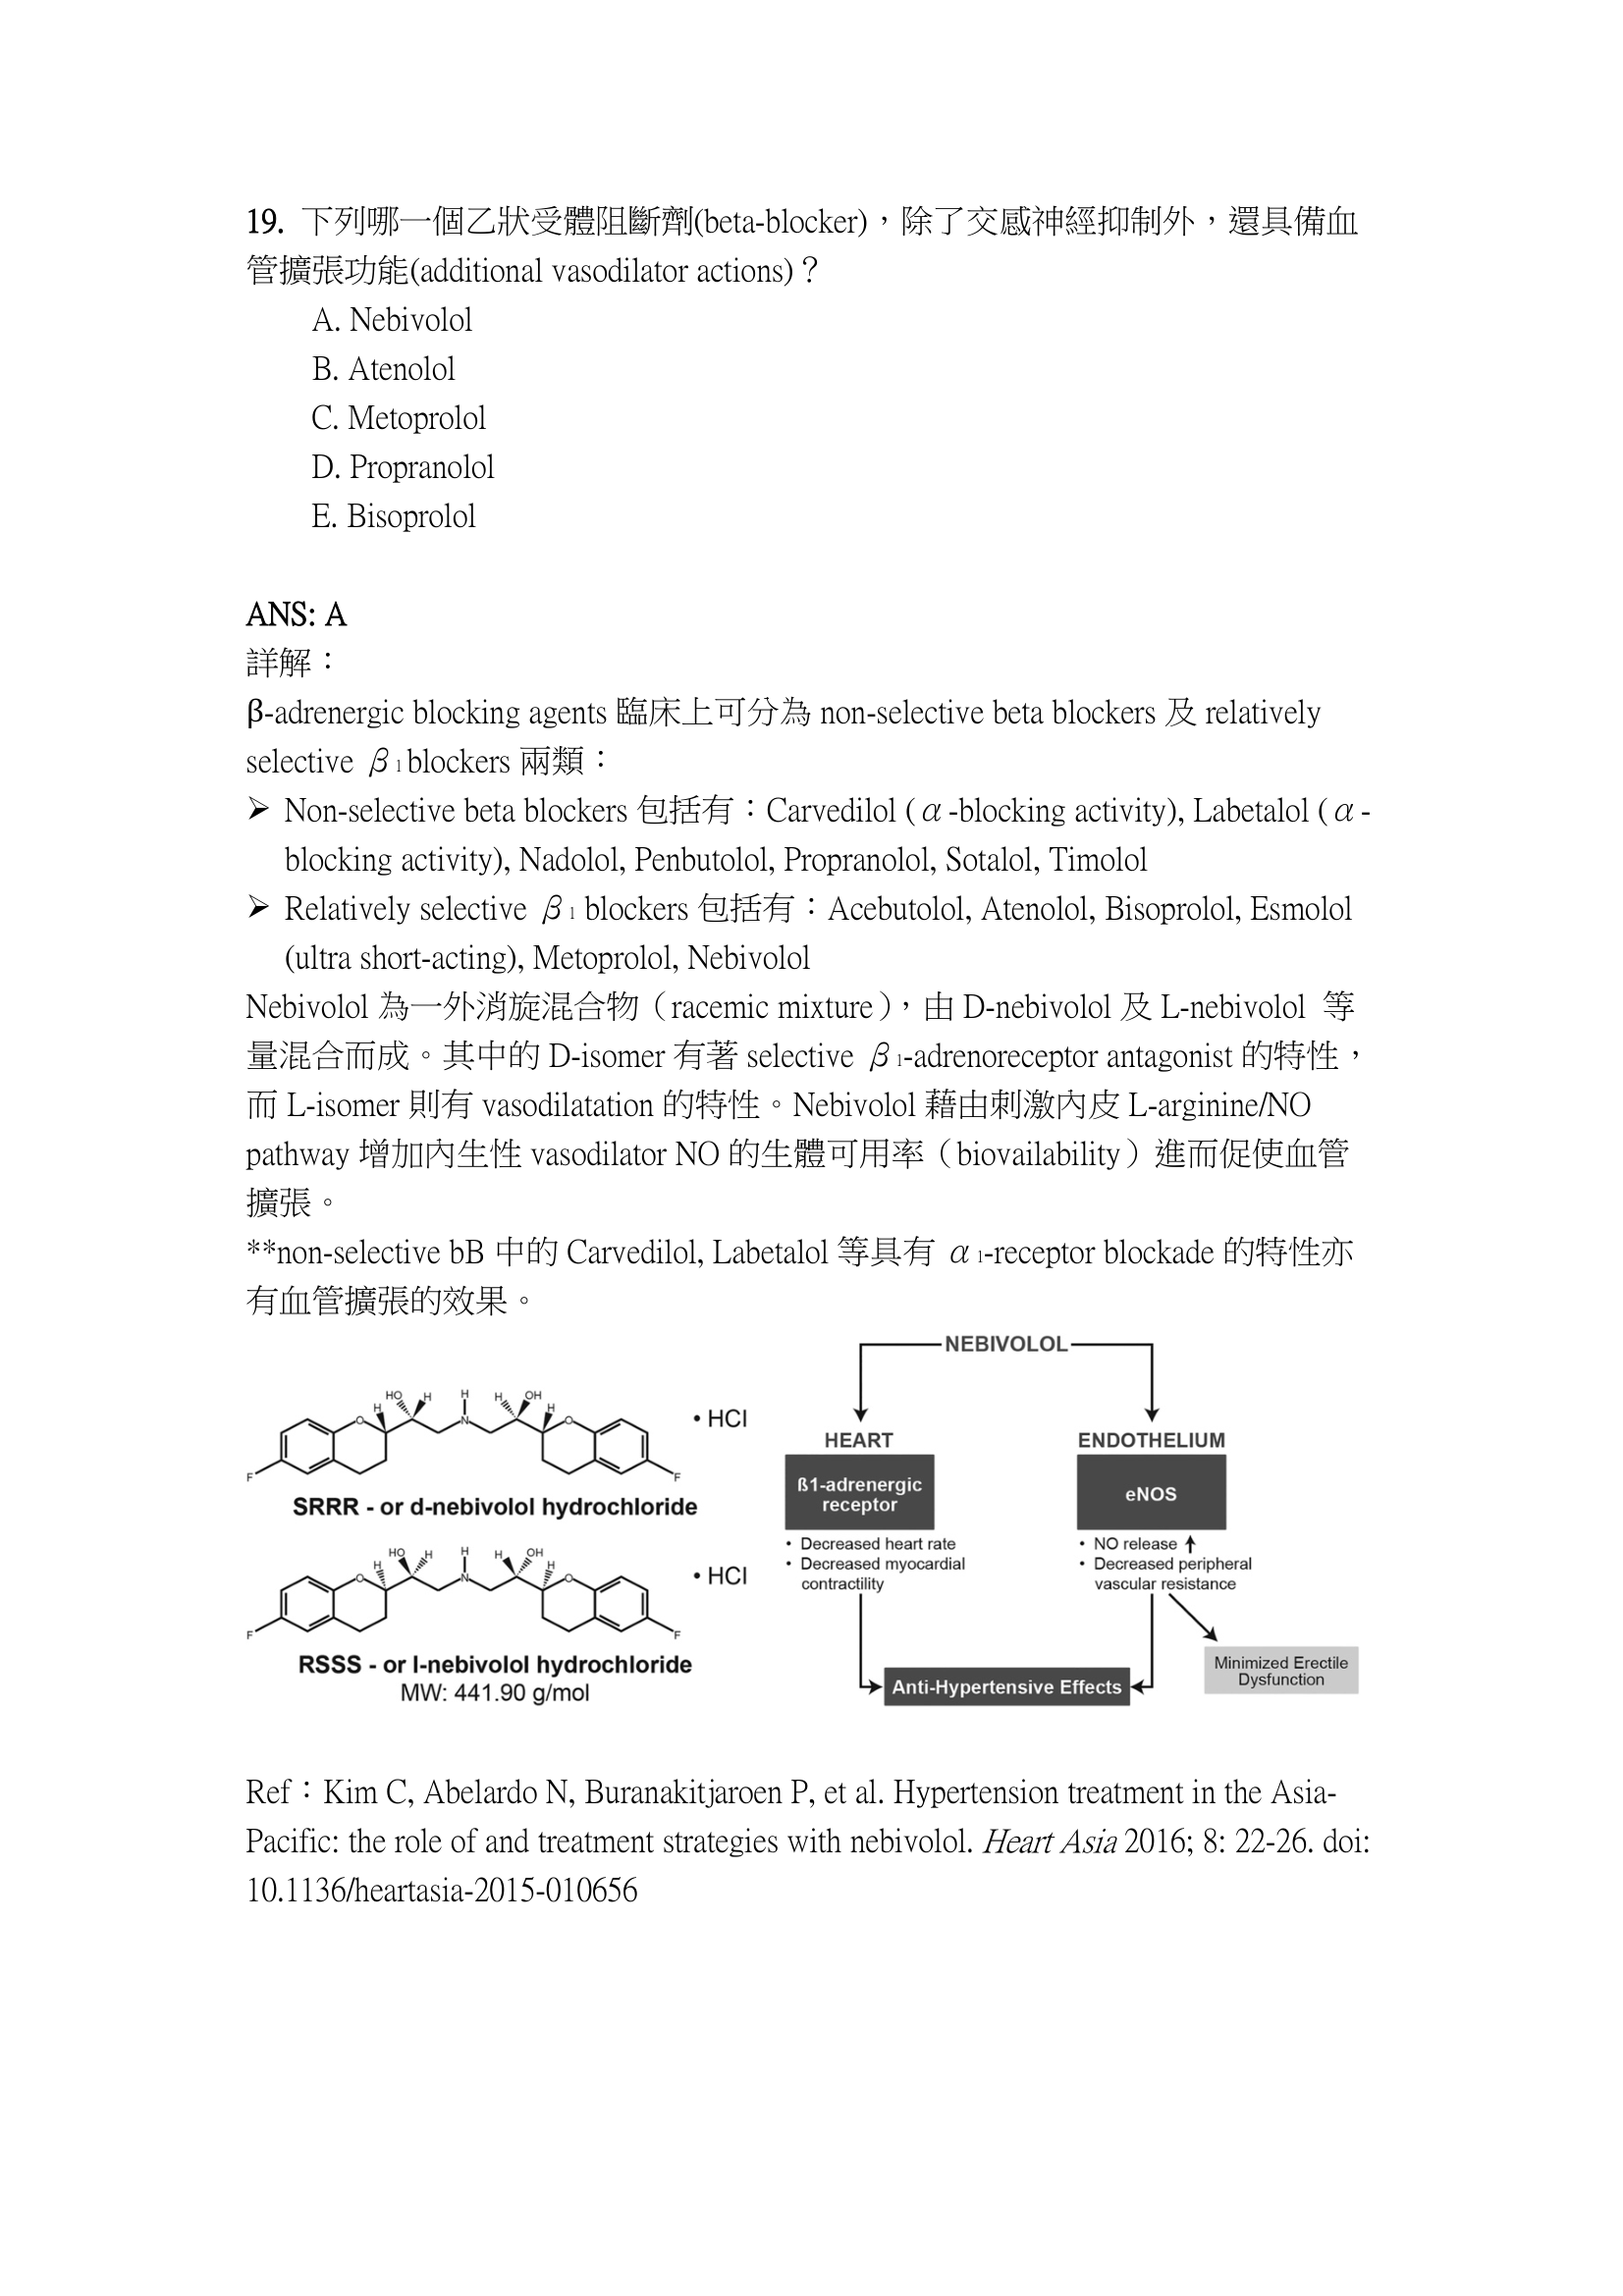 19. 下列哪一個乙狀受體阻斷劑(beta-blocker)，除了交感神經抑制外，還具備血
管擴張功能(additional vasodilator actions)？
A. Nebivolol
B. Atenolol
C. Metoprolol
D. Propranolol
E. Bisoprolol
ANS: A
詳解：
β-adrenergic blocking agents 臨床上可分為 non-selective beta blockers 及 relatively
selective β₁ blockers 兩類：
➢ Non-selective beta blockers 包括有：Carvedilol (α-blocking activity), Labetalol (α-
blocking activity), Nadolol, Penbutolol, Propranolol, Sotalol, Timolol
➢ Relatively selective β₁ blockers 包括有：Acebutolol, Atenolol, Bisoprolol, Esmolol
(ultra short-acting), Metoprolol, Nebivolol
Nebivolol 為一外消旋混合物（racemic mixture），由 D-nebivolol 及 L-nebivolol 等
量混合而成。其中的 D-isomer 有著 selective β₁-adrenoreceptor antagonist 的特性，
而 L-isomer 則有 vasodilatation 的特性。Nebivolol 藉由刺激內皮 L-arginine/NO
pathway 增加內生性 vasodilator NO 的生體可用率（biovailability）進而促使血管
擴張。
**non-selective bB 中的 Carvedilol, Labetalol 等具有 α₁-receptor blockade 的特性亦
有血管擴張的效果。
HO H H H OH
H O N H O
F F
• HCl
SRRR - or d-nebivolol hydrochloride
HO H H H OH
H O N H O
F F
• HCl
RSSS - or l-nebivolol hydrochloride
MW: 441.90 g/mol
NEBIVOLOL
HEART
ß1-adrenergic
receptor
• Decreased heart rate
• Decreased myocardial
contractility
ENDOTHELIUM
eNOS
• NO release ↑
• Decreased peripheral
vascular resistance
Minimized Erectile
Dysfunction
Anti-Hypertensive Effects
Ref：Kim C, Abelardo N, Buranakitjaroen P, et al. Hypertension treatment in the Asia-
Pacific: the role of and treatment strategies with nebivolol. Heart Asia 2016; 8: 22-26. doi:
10.1136/heartasia-2015-010656